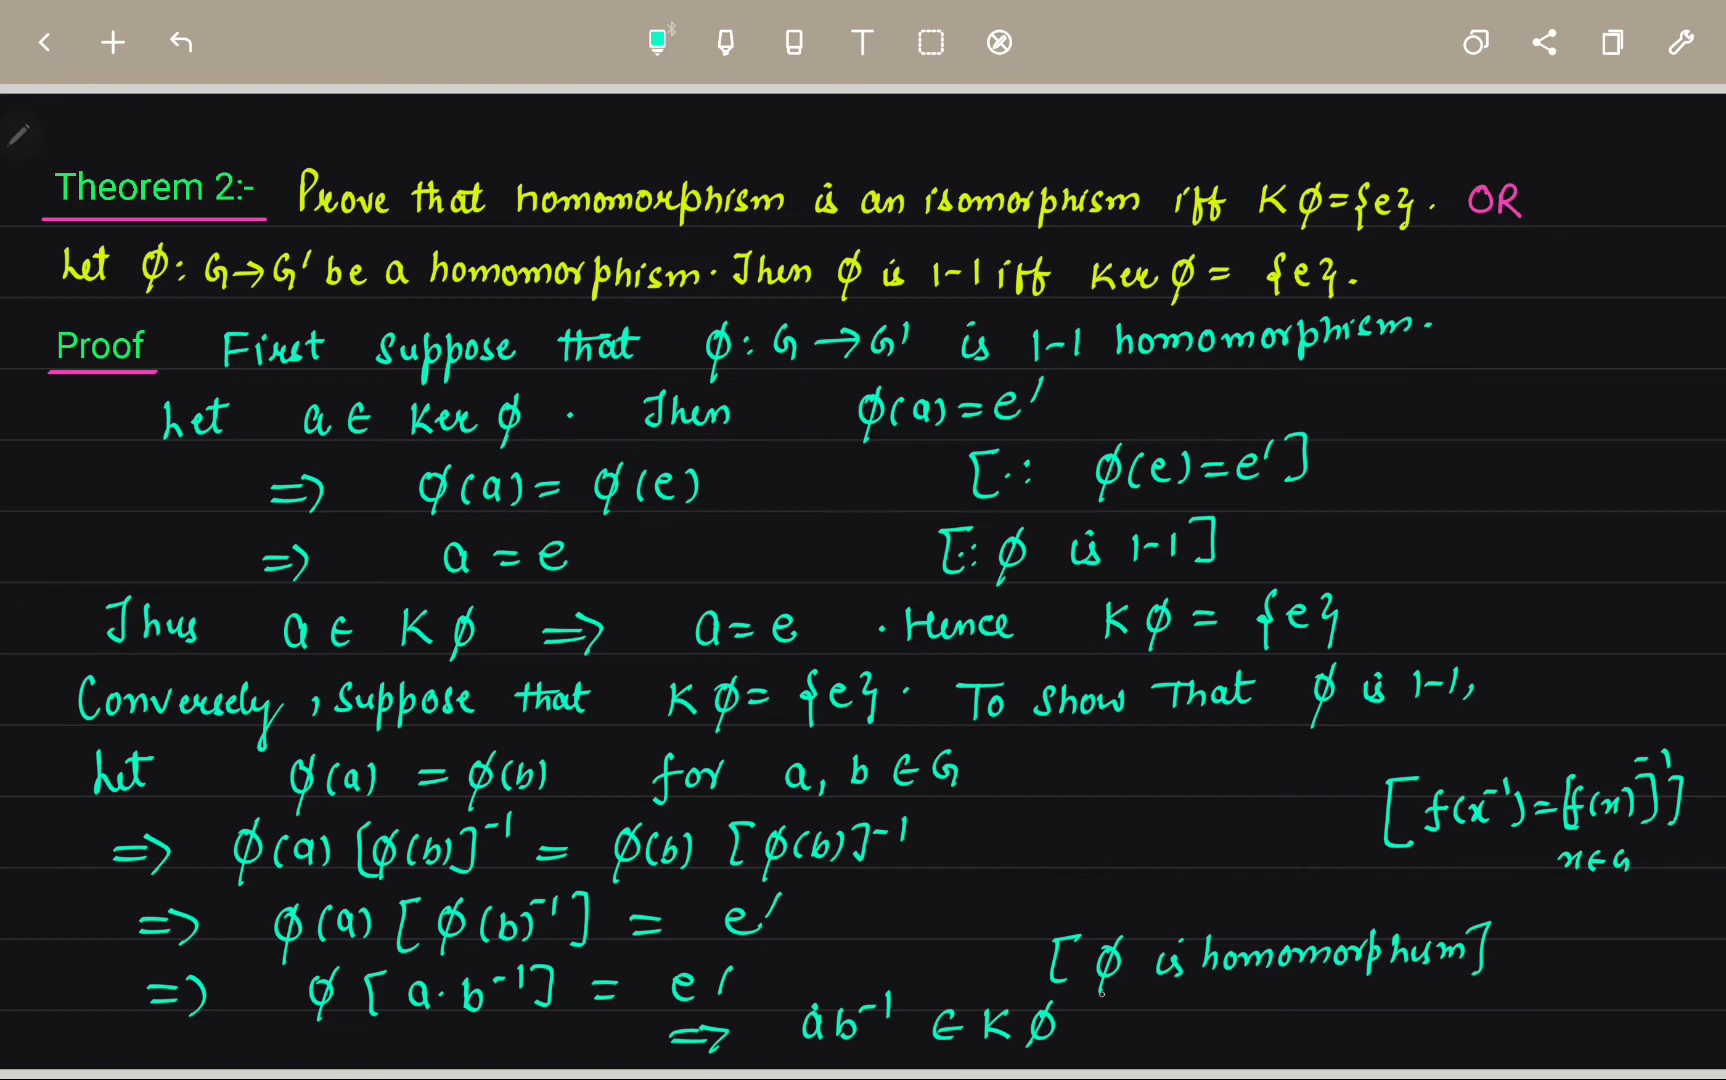 Theorem 2:- Prove that homomorphism is an isomorphism iff Kϕ={e}. OR
Let ϕ: G→G' be a homomorphism. Then ϕ is 1-1 iff Ker ϕ = {e}.
Proof First suppose that ϕ: G → G' is 1-1 homomorphism.
Let a ∈ Ker ϕ . Then ϕ(a) = e'
⇒ ϕ(a) = ϕ(e) [∵ ϕ(e) = e']
⇒ a = e [∵ ϕ is 1-1]
Thus a ∈ Kϕ ⇒ a = e . Hence Kϕ = {e}
Conversely, suppose that Kϕ = {e}. To show that ϕ is 1-1,
Let ϕ(a) = ϕ(b) for a, b ∈ G
[f(x⁻¹) = [f(x)]⁻¹]
x ∈ G
⇒ ϕ(a) [ϕ(b)]⁻¹ = ϕ(b) [ϕ(b)]⁻¹
⇒ ϕ(a) [ϕ(b)⁻¹] = e'
⇒ ϕ[a·b⁻¹] = e' [ϕ is homomorphism]
⇒ ab⁻¹ ∈ Kϕ